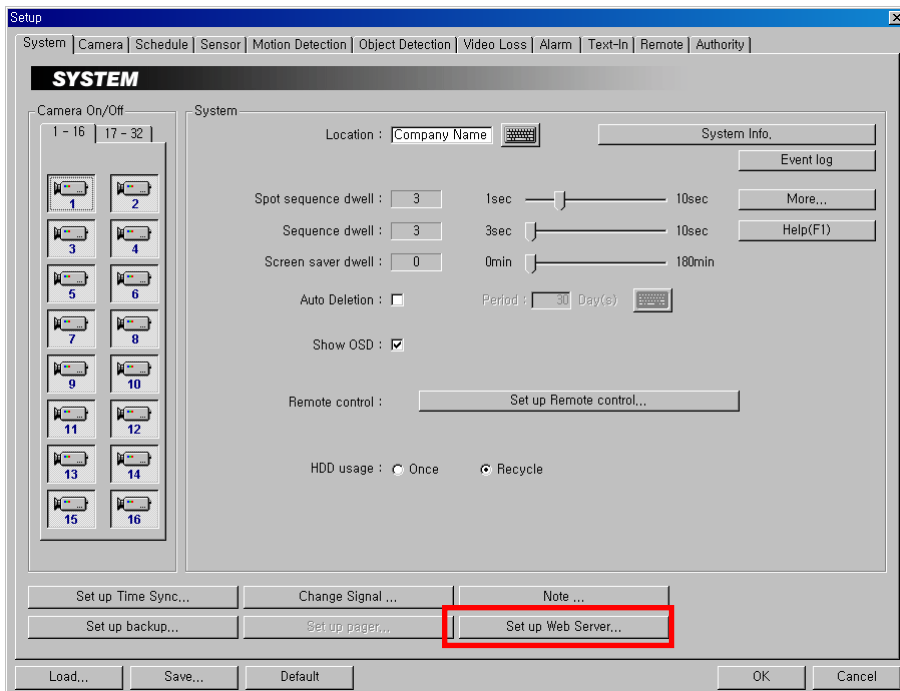 Setup
System Camera Schedule Sensor Motion Detection Object Detection Video Loss Alarm Text-In Remote Authority
SYSTEM
Camera On/Off
1 - 16 17 - 32
1 2
3 4
5 6
7 8
9 10
11 12
13 14
15 16
System
Location : Company Name System Info,
Event log
Spot sequence dwell : 3 1sec 10sec More...
Sequence dwell : 3 3sec 10sec Help(F1)
Screen saver dwell : 0 0min 180min
Auto Deletion : Period : 30 Day(s)
Show OSD :
Remote control : Set up Remote control,,,
HDD usage : Once Recycle
Set up Time Sync,,, Change Signal ... Note ...
Set up backup,,, Set up pager,,, Set up Web Server,,,
Load,,, Save,,, Default OK Cancel